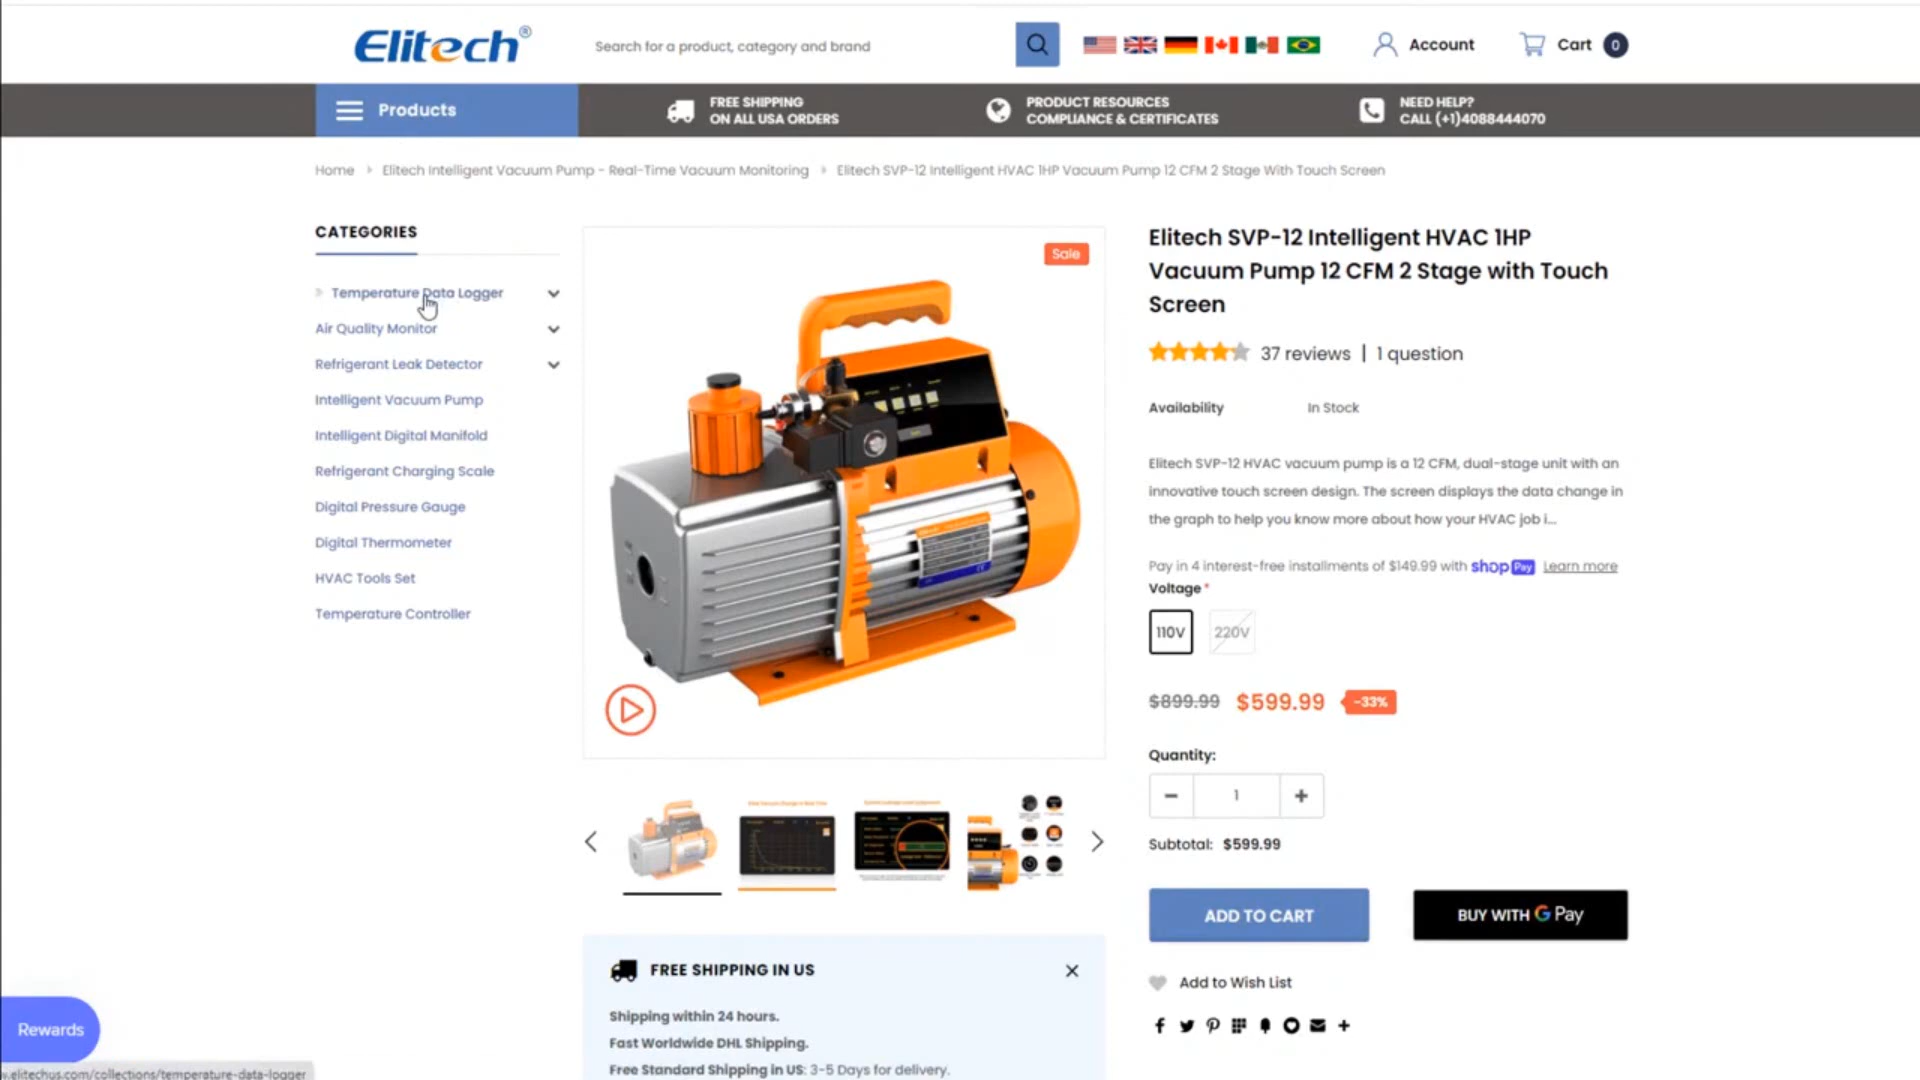 Elitech®
Search for a product, category and brand
Account
Cart 0
Products
FREE SHIPPING
ON ALL USA ORDERS
PRODUCT RESOURCES
COMPLIANCE & CERTIFICATES
NEED HELP?
CALL (+1)4088444070
Home
Elitech Intelligent Vacuum Pump - Real-Time Vacuum Monitoring
Elitech SVP-12 Intelligent HVAC 1HP Vacuum Pump 12 CFM 2 Stage With Touch Screen
CATEGORIES
Temperature Data Logger
Air Quality Monitor
Refrigerant Leak Detector
Intelligent Vacuum Pump
Intelligent Digital Manifold
Refrigerant Charging Scale
Digital Pressure Gauge
Digital Thermometer
HVAC Tools Set
Temperature Controller
Sale
Elitech SVP-12 Intelligent HVAC 1HP
Vacuum Pump 12 CFM 2 Stage with Touch
Screen
37 reviews | 1 question
Availability In Stock
Elitech SVP-12 HVAC vacuum pump is a 12 CFM, dual-stage unit with an
innovative touch screen design. The screen displays the data change in
the graph to help you know more about how your HVAC job i...
Pay in 4 interest-free installments of $149.99 with shop Pay Learn more
Voltage *
110V 220V
$899.99 $599.99 -33%
Quantity:
− 1 +
Subtotal: $599.99
ADD TO CART
BUY WITH G Pay
Add to Wish List
FREE SHIPPING IN US
Shipping within 24 hours.
Fast Worldwide DHL Shipping.
Free Standard Shipping in US: 3-5 Days for delivery.
Rewards
w.elitechus.com/collections/temperature-data-logger